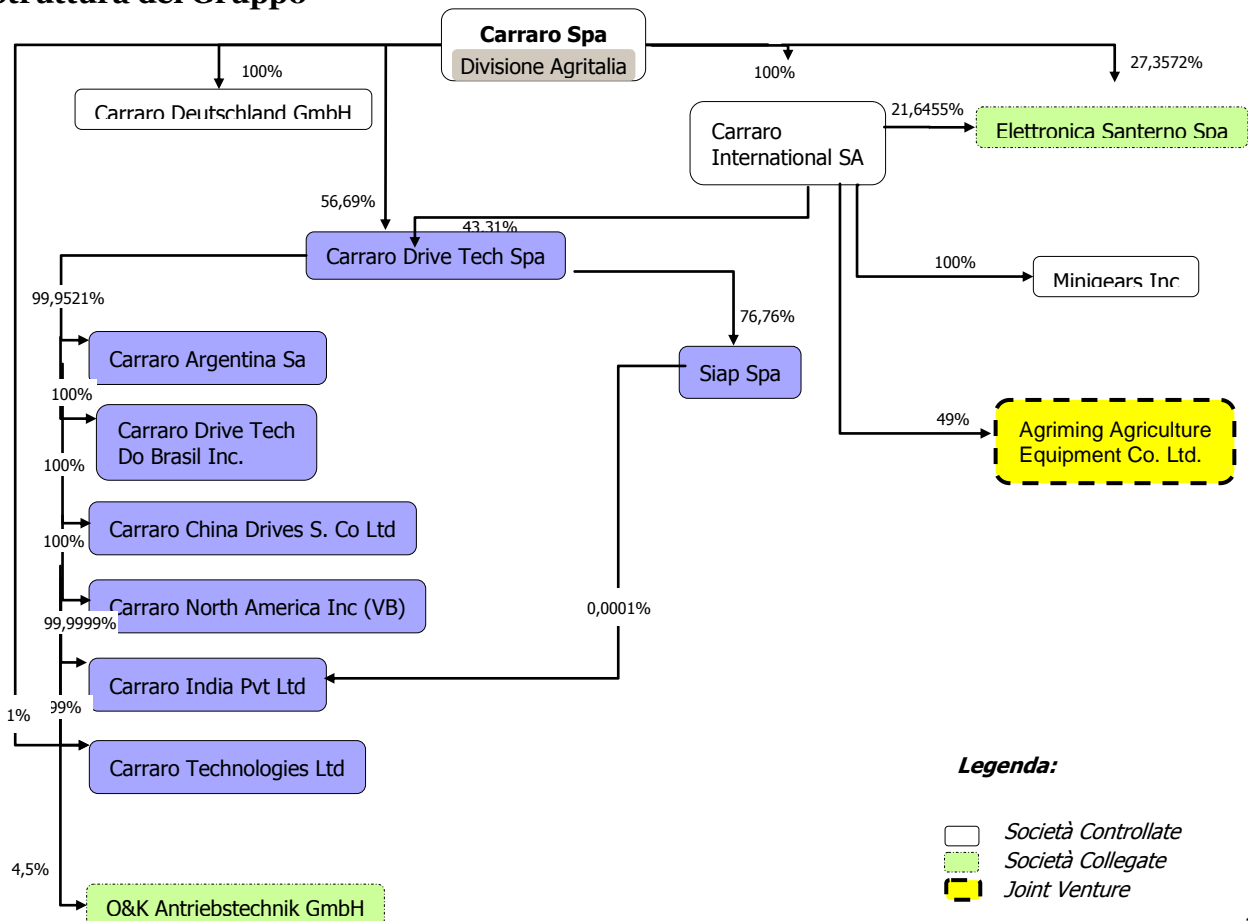 Struttura del Gruppo
Carraro Spa
Divisione Agritalia
100%
100%
27,3572%
Carraro Deutschland GmbH
Carraro
International SA
21,6455%
Elettronica Santerno Spa
56,69%
43,31%
Carraro Drive Tech Spa
100%
Minigears Inc
99,9521%
76,76%
Carraro Argentina Sa
Siap Spa
100%
Carraro Drive Tech
Do Brasil Inc.
49%
Agriming Agriculture
Equipment Co. Ltd.
100%
Carraro China Drives S. Co Ltd
100%
Carraro North America Inc (VB)
0,0001%
99,9999%
Carraro India Pvt Ltd
1%
99%
Carraro Technologies Ltd
Legenda:
Società Controllate
Società Collegate
Joint Venture
4,5%
O&K Antriebstechnik GmbH